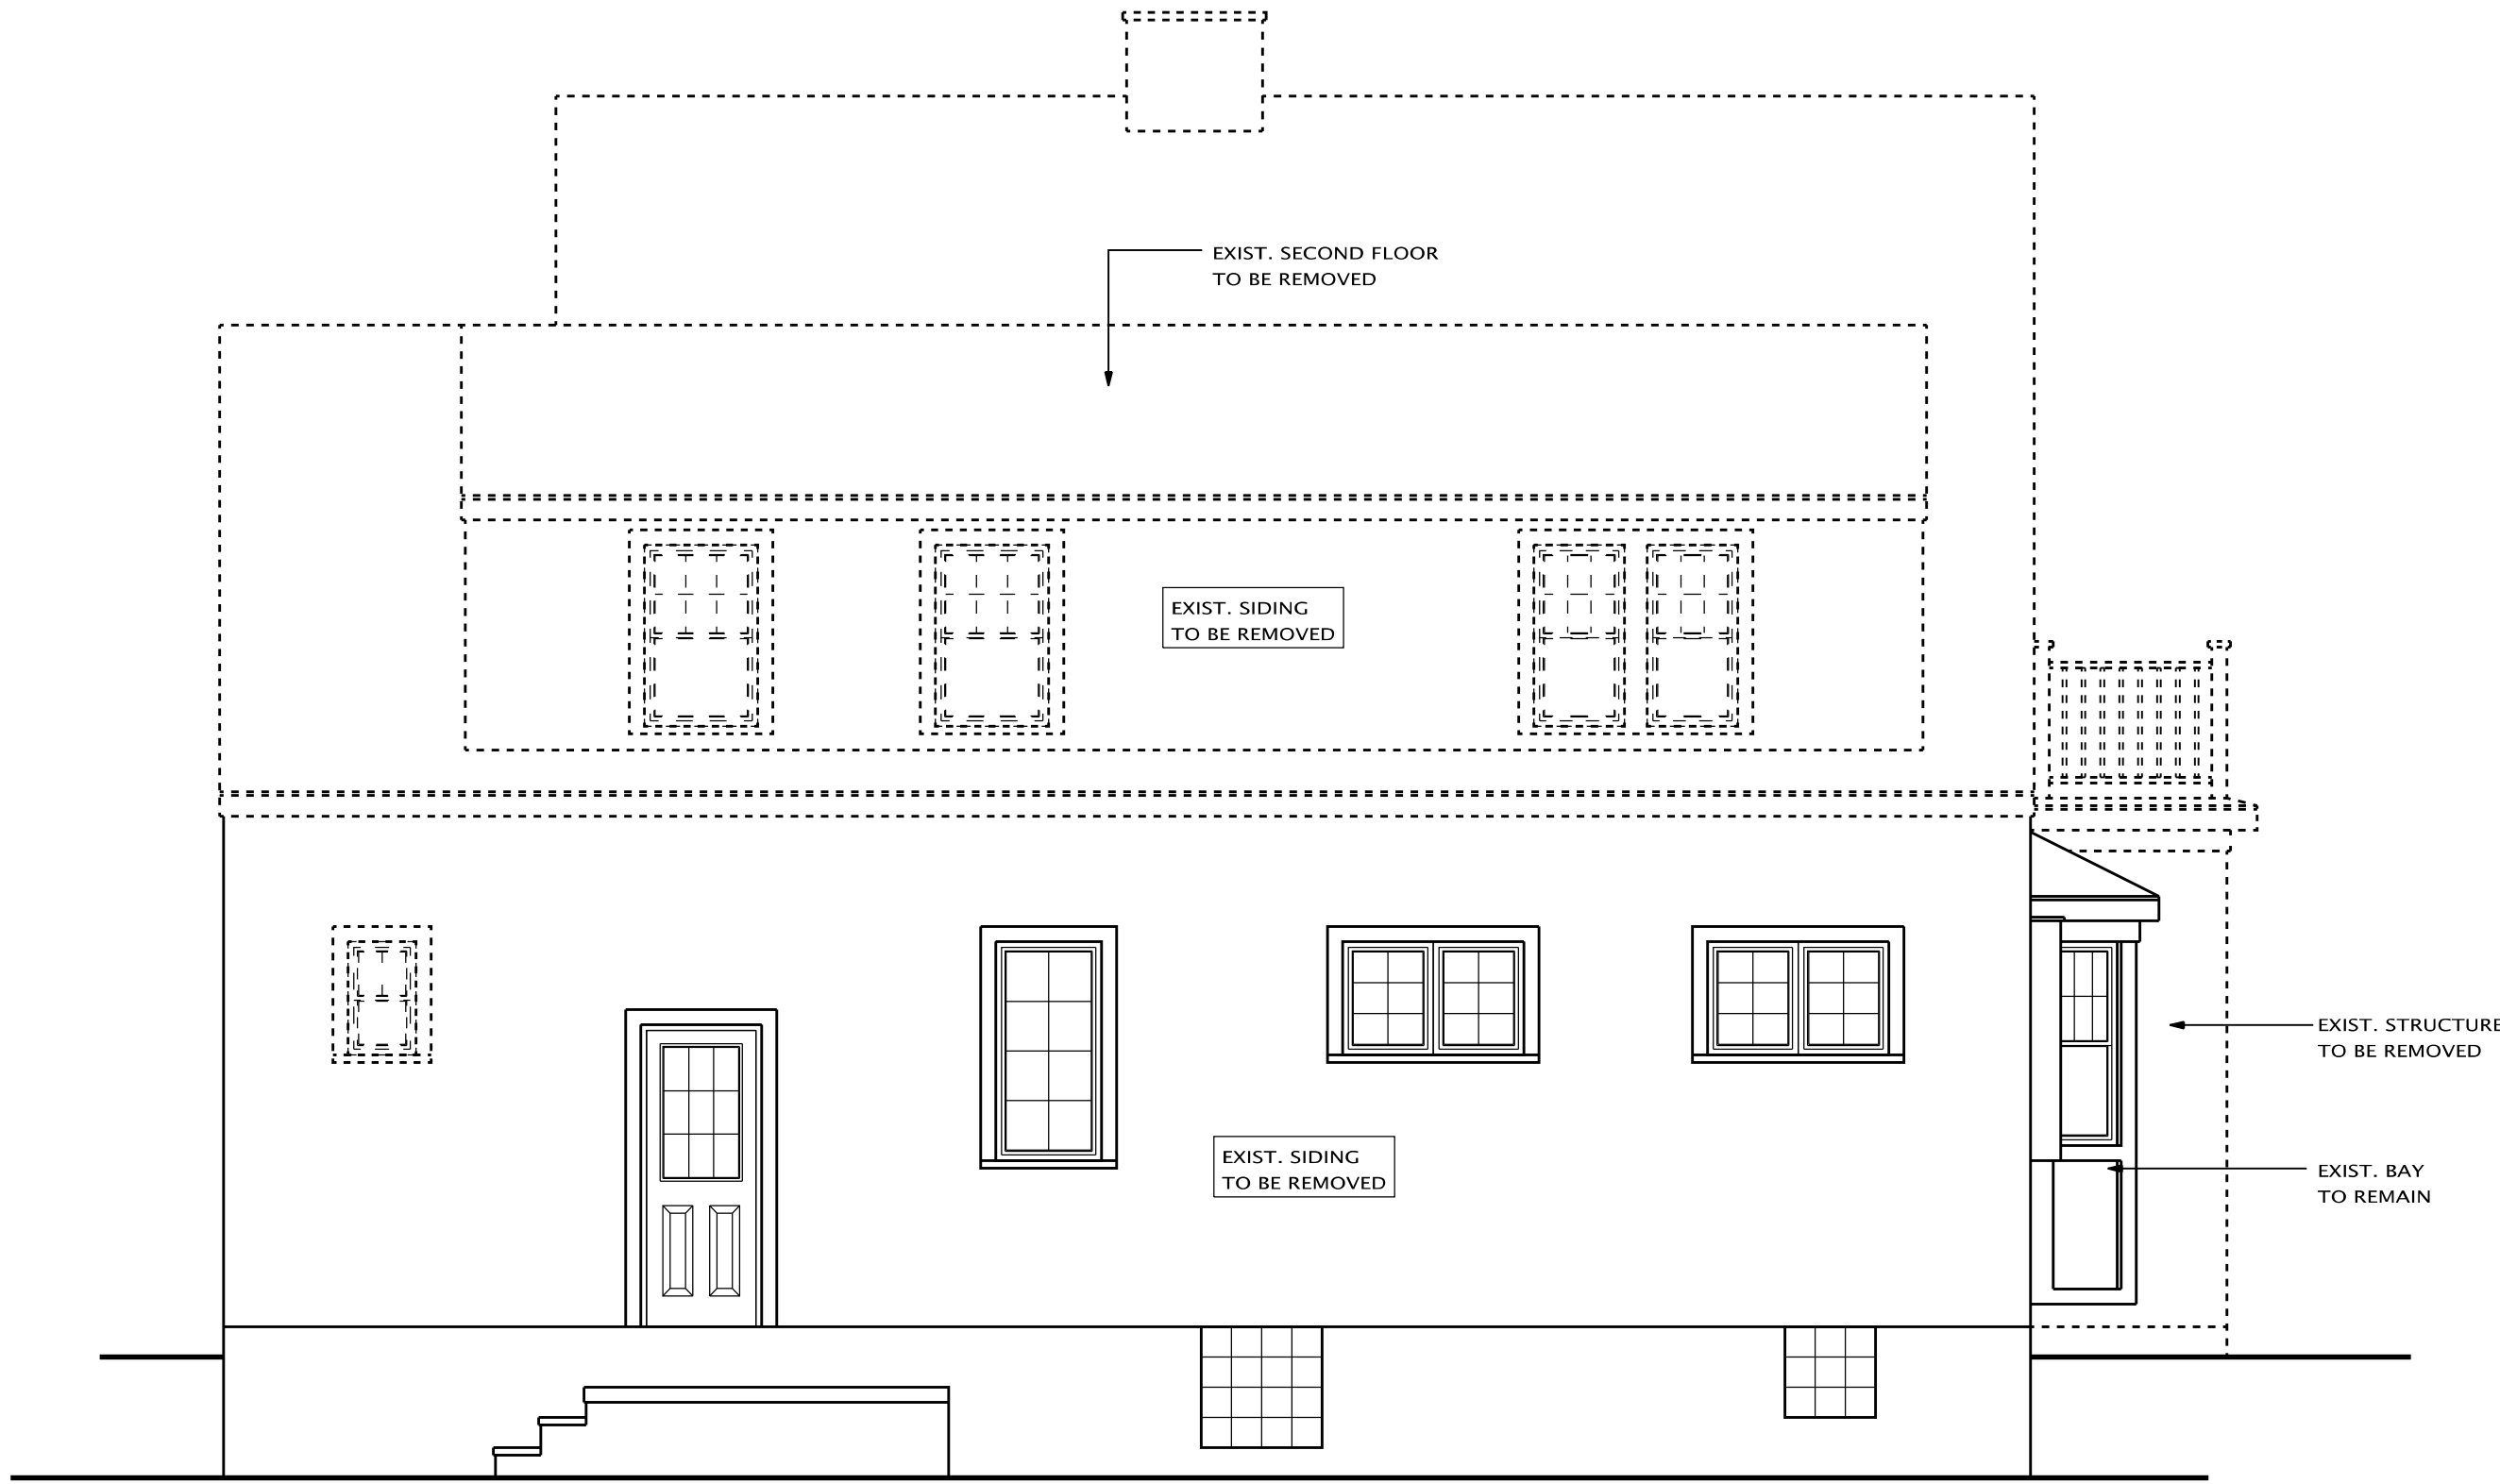 EXIST. SECOND FLOOR
TO BE REMOVED
EXIST. SIDING
TO BE REMOVED
EXIST. STRUCTURE
TO BE REMOVED
EXIST. SIDING
TO BE REMOVED
EXIST. BAY
TO REMAIN